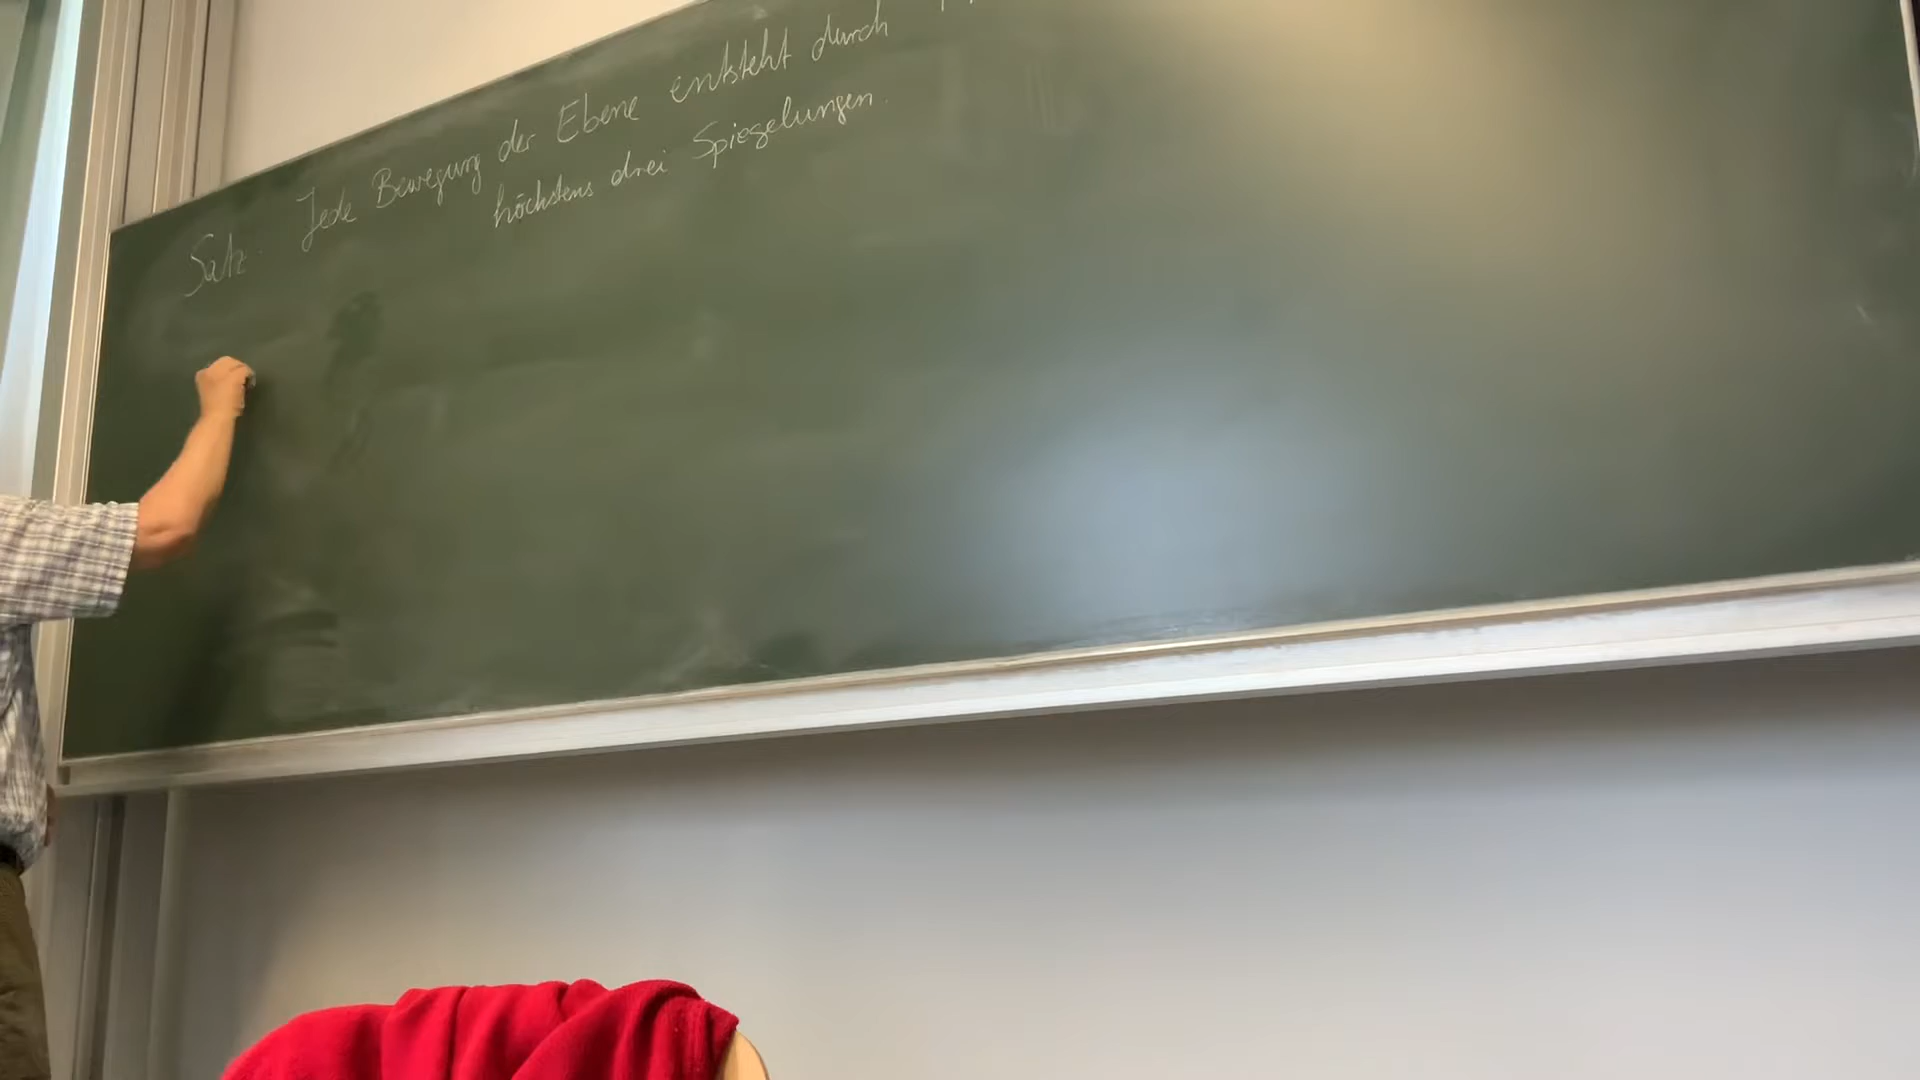 Satz. Jede Bewegung der Ebene entsteht durch
höchstens drei Spiegelungen.